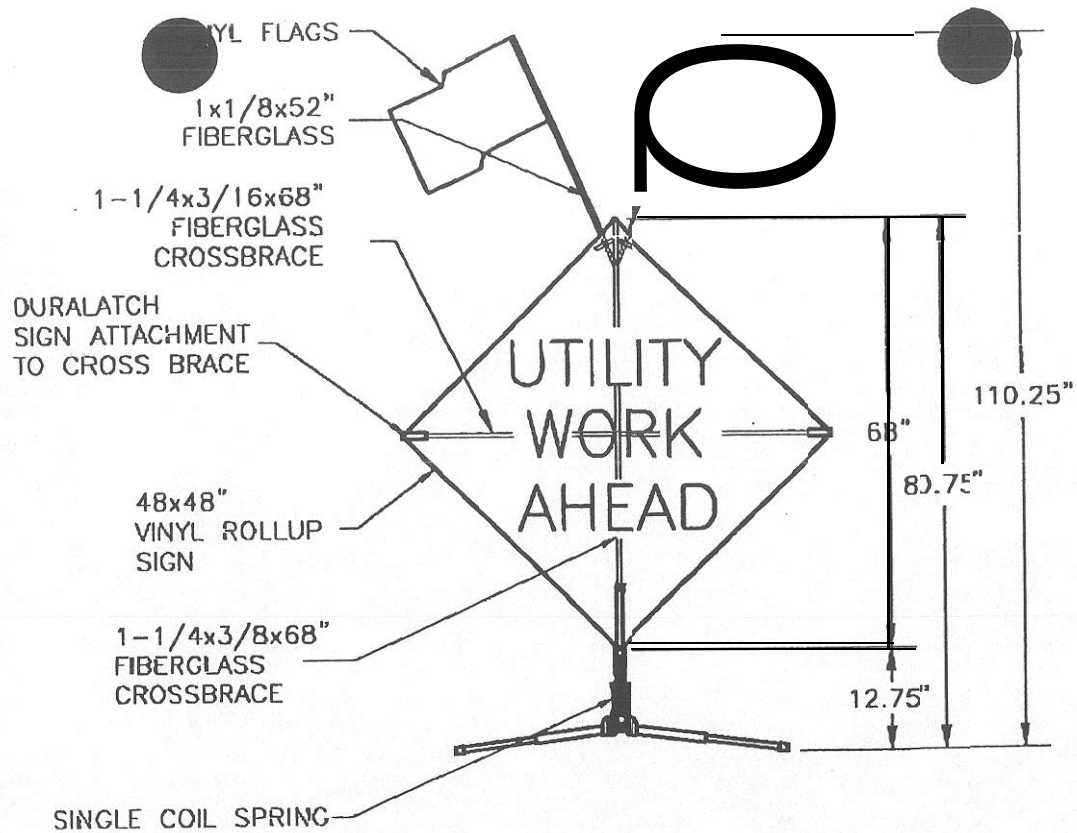 FLAGS
1x1/8x52"
FIBERGLASS
1-1/4x3/16x68"
FIBERGLASS
CROSSBRACE
DURALATCH
SIGN ATTACHMENT
TO CROSS BRACE
UTILITY
WORK
AHEAD
48x48"
VINYL ROLLUP
SIGN
1-1/4x3/8x68"
FIBERGLASS
CROSSBRACE
SINGLE COIL SPRING
110.25"
68"
80.75"
12.75"